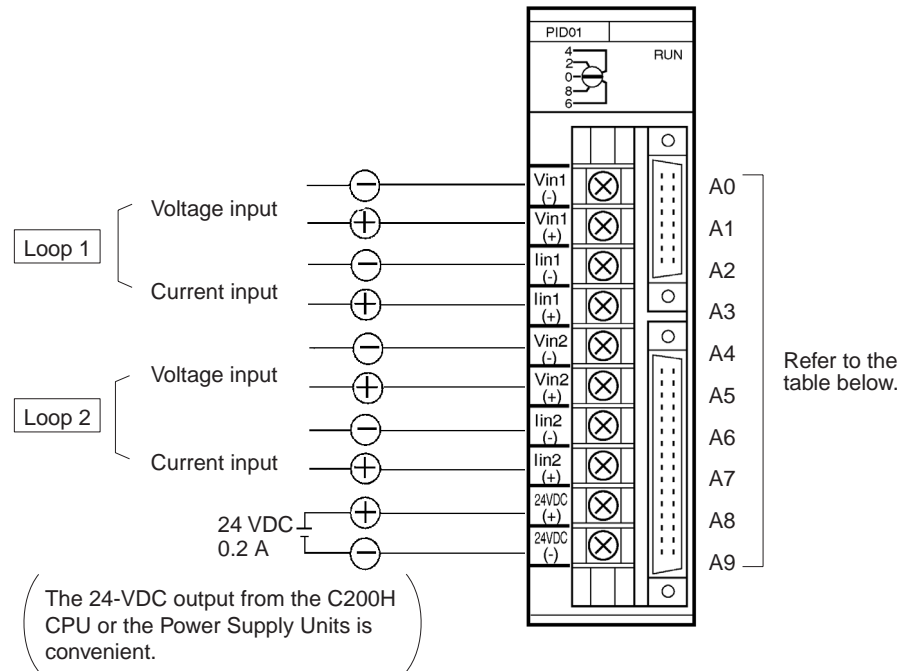 PID01
RUN
4
2
0
8
6
Loop 1
Voltage input
Current input
Loop 2
Voltage input
Current input
24 VDC
0.2 A
Vin1
(-)
Vin1
(+)
Iin1
(-)
Iin1
(+)
Vin2
(-)
Vin2
(+)
Iin2
(-)
Iin2
(+)
24VDC
(+)
24VDC
(-)
A0
A1
A2
A3
A4
A5
A6
A7
A8
A9
Refer to the
table below.
The 24-VDC output from the C200H
CPU or the Power Supply Units is
convenient.